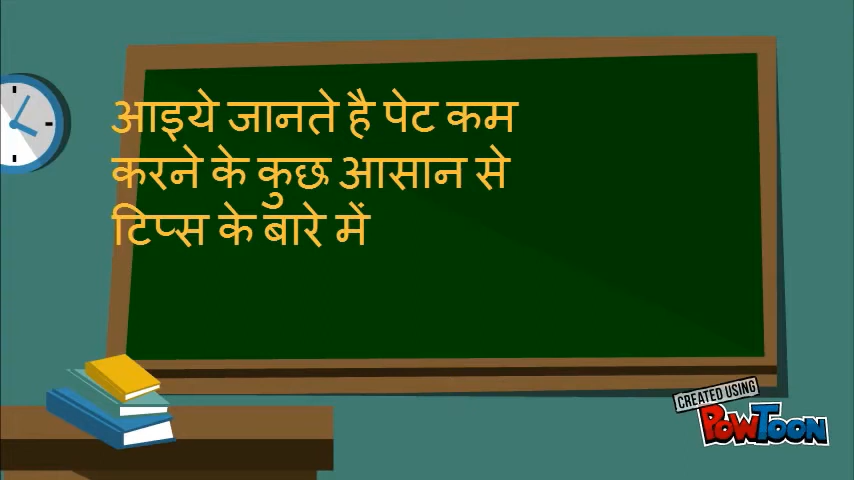 आइये जानते है पेट कम
करने के कुछ आसान से
टिप्स के बारे में
CREATED USING
POWTOON